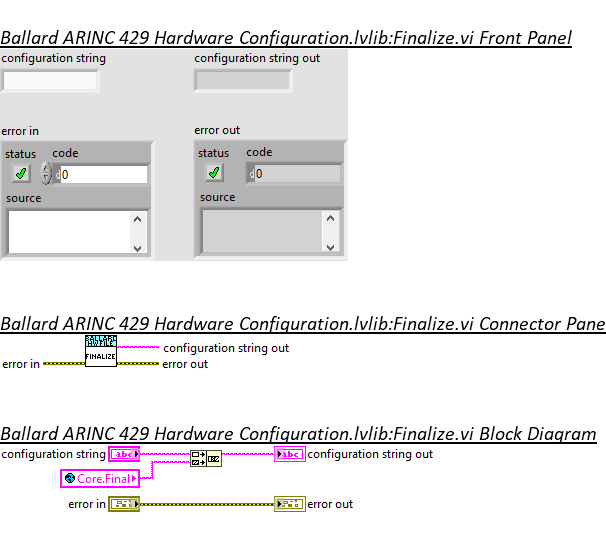 Ballard ARINC 429 Hardware Configuration.lvlib:Finalize.vi Front Panel
configuration string
configuration string out
error in
error out
status code
status code
d 0
d 0
source
source
Ballard ARINC 429 Hardware Configuration.lvlib:Finalize.vi Connector Pane
BALLARD
HW FILE
FINALIZE
configuration string out
error in
error out
Ballard ARINC 429 Hardware Configuration.lvlib:Finalize.vi Block Diagram
configuration string
abc
abc
configuration string out
Core.Final
error in
error out